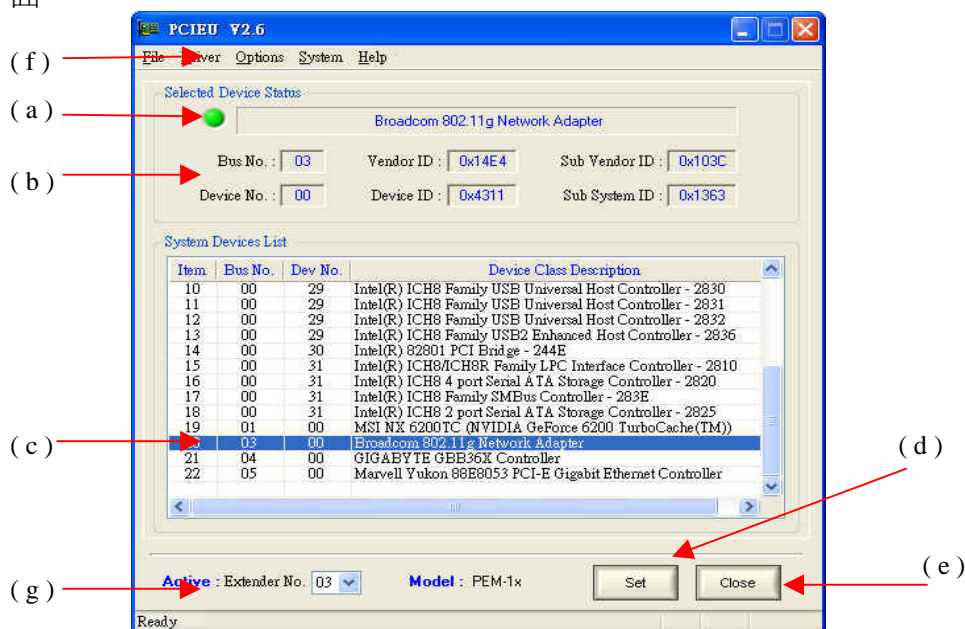 面
PCIEU V2.6
( f )
File Driver Options System Help
Selected Device Status
( a )
Broadcom 802.11g Network Adapter
( b )
Bus No. : 03 Vendor ID : 0x14E4 Sub Vendor ID : 0x103C
Device No. : 00 Device ID : 0x4311 Sub System ID : 0x1363
System Devices List
Item Bus No. Dev No. Device Class Description
10 00 29 Intel(R) ICH8 Family USB Universal Host Controller - 2830
11 00 29 Intel(R) ICH8 Family USB Universal Host Controller - 2831
12 00 29 Intel(R) ICH8 Family USB Universal Host Controller - 2832
13 00 29 Intel(R) ICH8 Family USB2 Enhanced Host Controller - 2836
14 00 30 Intel(R) 82801 PCI Bridge - 244E
15 00 31 Intel(R) ICH8/ICH8R Family LPC Interface Controller - 2810
16 00 31 Intel(R) ICH8 4 port Serial ATA Storage Controller - 2820
17 00 31 Intel(R) ICH8 Family SMBus Controller - 283E
18 00 31 Intel(R) ICH8 2 port Serial ATA Storage Controller - 2825
19 01 00 MSI NX 6200TC (NVIDIA GeForce 6200 TurboCache(TM))
( c )
20 03 00 Broadcom 802.11g Network Adapter
( d )
21 04 00 GIGABYTE GBB36X Controller
22 05 00 Marvell Yukon 88E8053 PCI-E Gigabit Ethernet Controller
( g )
Active : Extender No. 03 Model : PEM-1x Set Close
( e )
Ready